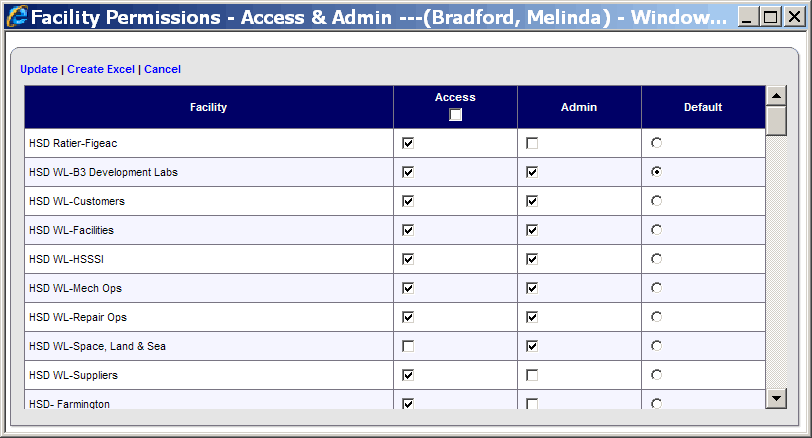 Facility Permissions - Access & Admin ---(Bradford, Melinda) - Window...
Update | Create Excel | Cancel
Facility Access Admin Default
HSD Ratier-Figeac
HSD WL-B3 Development Labs
HSD WL-Customers
HSD WL-Facilities
HSD WL-HSSSI
HSD WL-Mech Ops
HSD WL-Repair Ops
HSD WL-Space, Land & Sea
HSD WL-Suppliers
HSD- Farmington